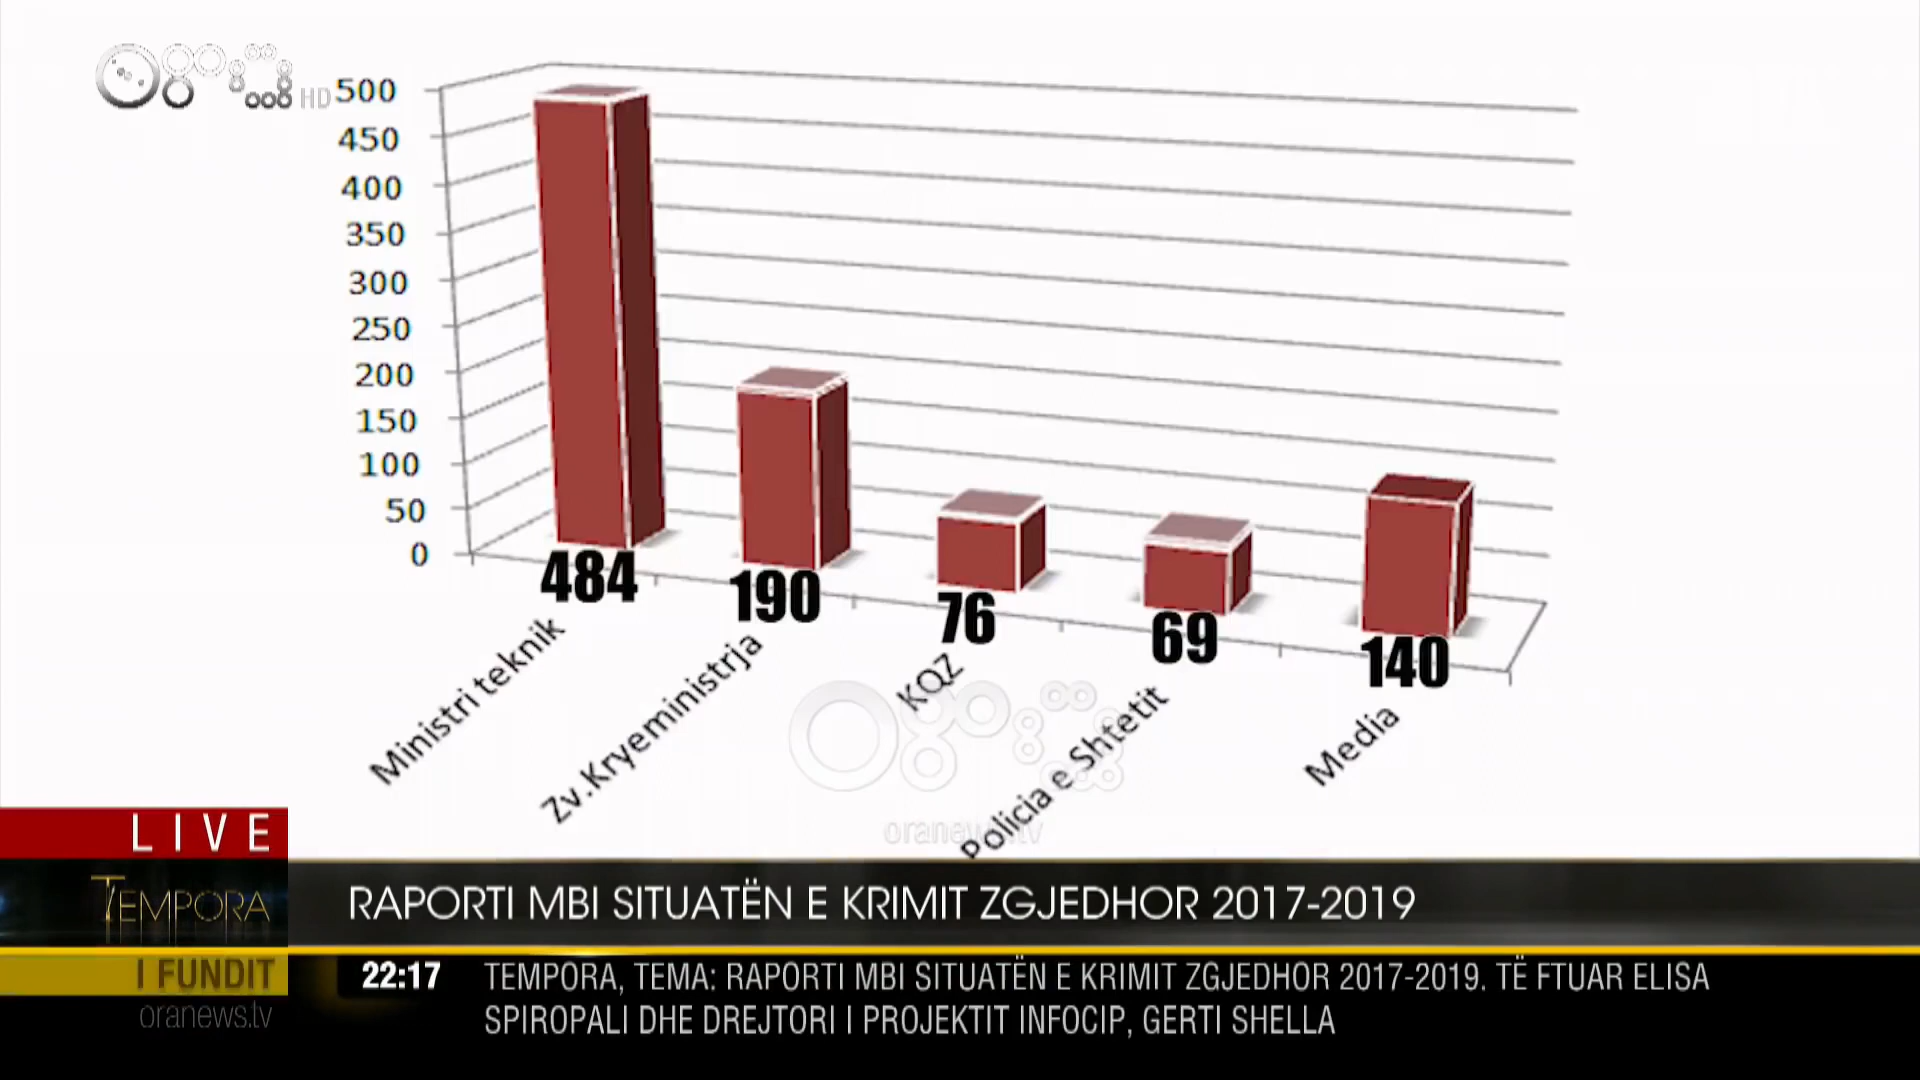 ora HD
500
450
400
350
300
250
200
150
100
50
0
484
190
76
69
140
Ministri teknik
Zv.Kryeministrja
KQZ
Policia e Shtetit
Media
ora
oranews.tv
LIVE
TEMPORA
RAPORTI MBI SITUATËN E KRIMIT ZGJEDHOR 2017-2019
I FUNDIT
oranews.tv
22:17
TEMPORA, TEMA: RAPORTI MBI SITUATËN E KRIMIT ZGJEDHOR 2017-2019. TË FTUAR ELISA
SPIROPALI DHE DREJTORI I PROJEKTIT INFOCIP, GERTI SHELLA